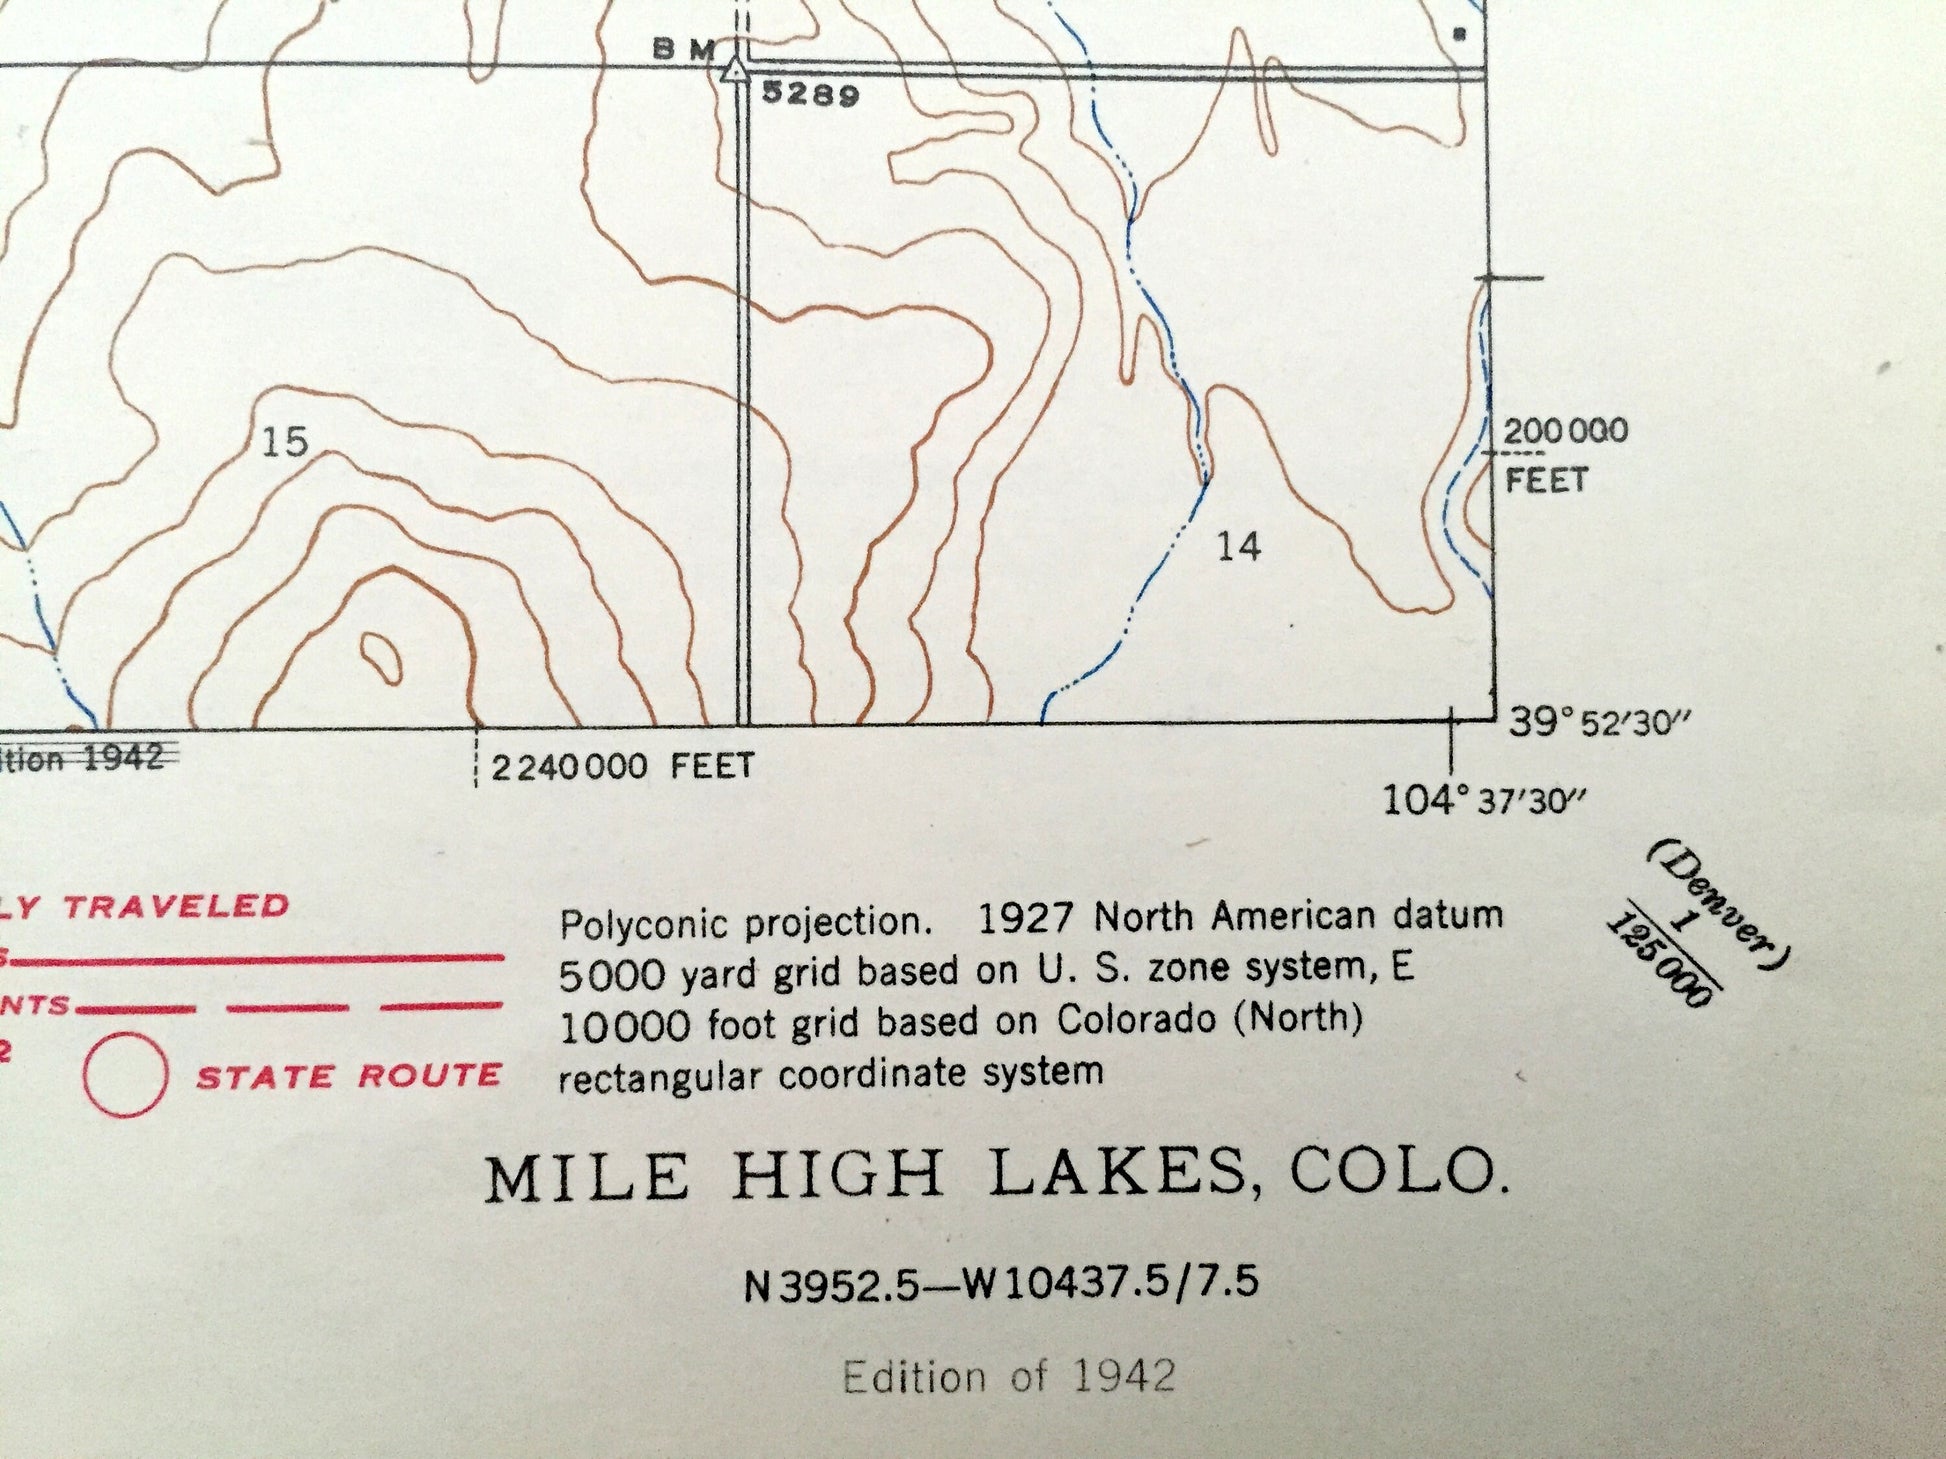 B M
5289
15
14
200 000
FEET
39° 52′30″
104° 37′30″
ition 1942
2 240 000 FEET
LY TRAVELED
S
NTS
2
STATE ROUTE
Polyconic projection. 1927 North American datum
5000 yard grid based on U. S. zone system, E
10000 foot grid based on Colorado (North)
rectangular coordinate system
(Denver)
1
125 000
MILE HIGH LAKES, COLO.
N3952.5—W10437.5/7.5
Edition of 1942